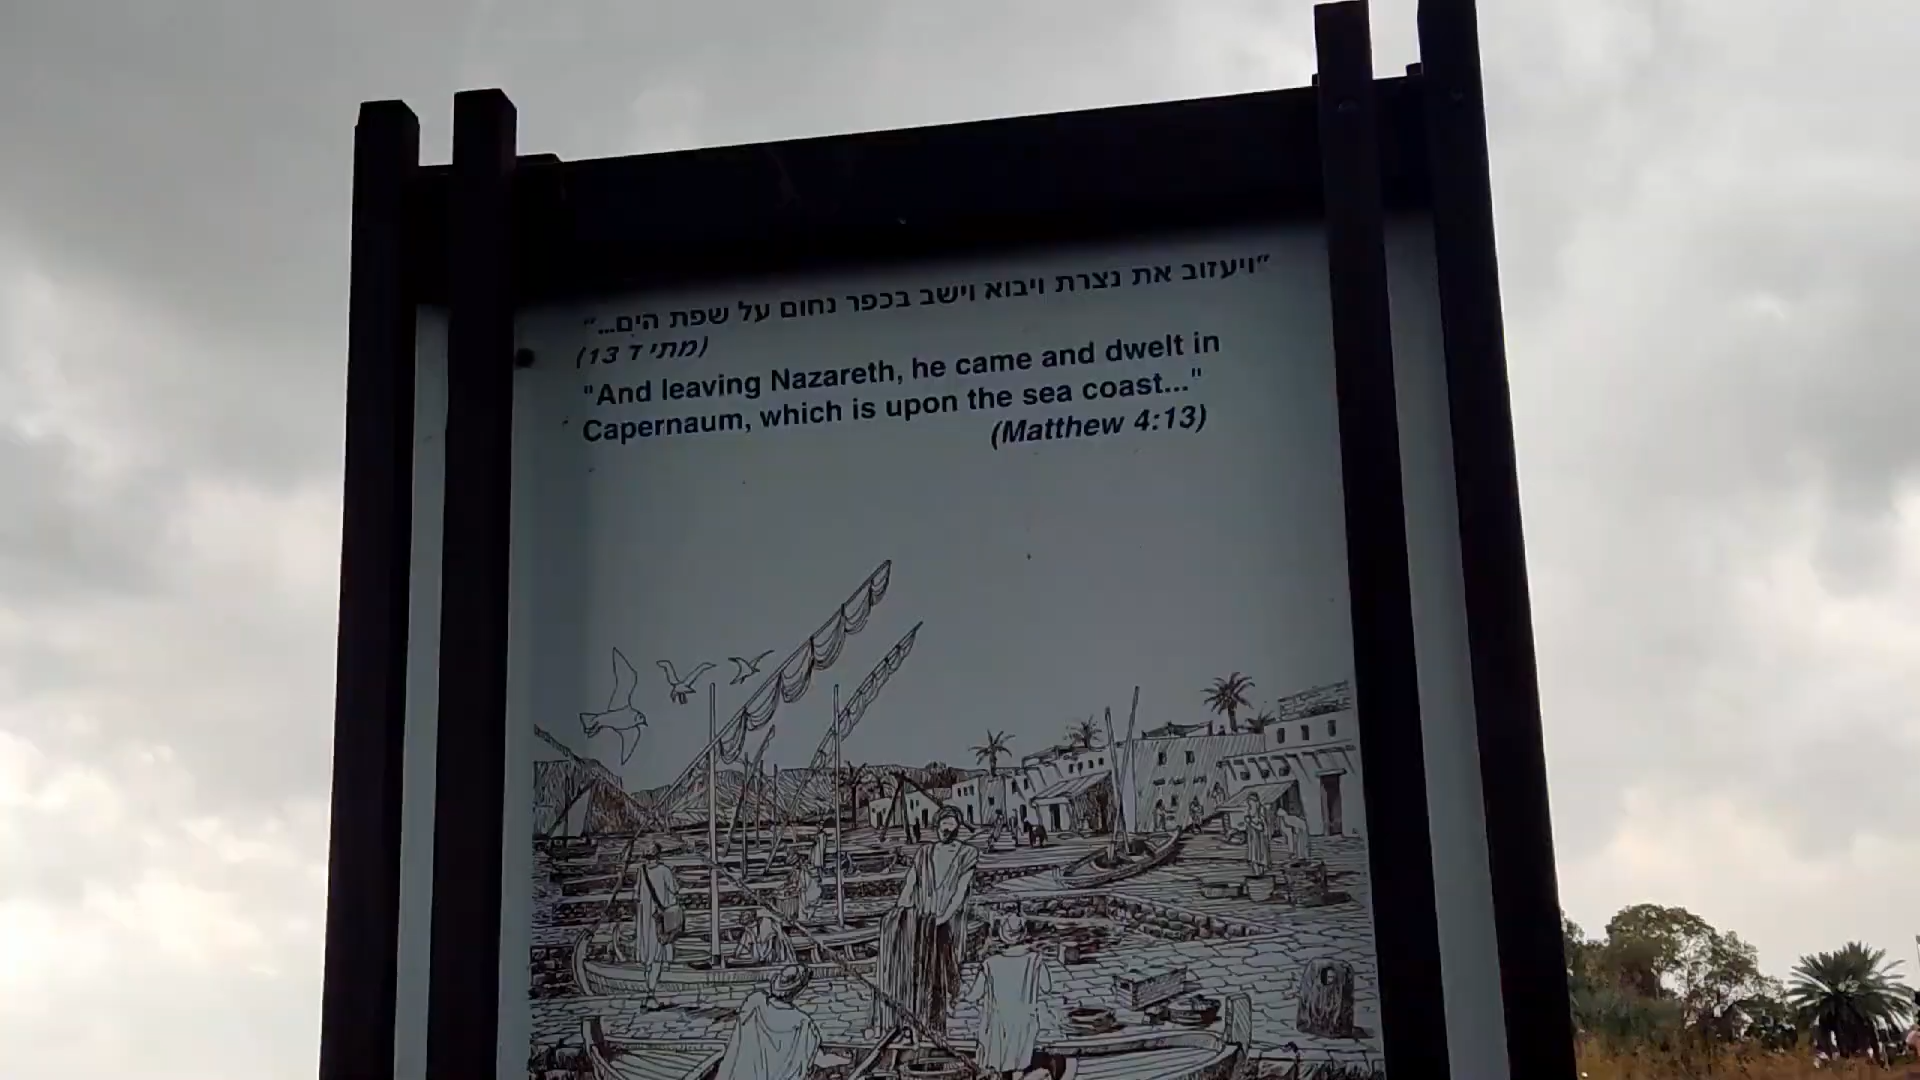 "ויעזוב את נצרת ויבוא וישב בכפר נחום על שפת הים..."
(מתי ד 13)
"And leaving Nazareth, he came and dwelt in
Capernaum, which is upon the sea coast..."
(Matthew 4:13)